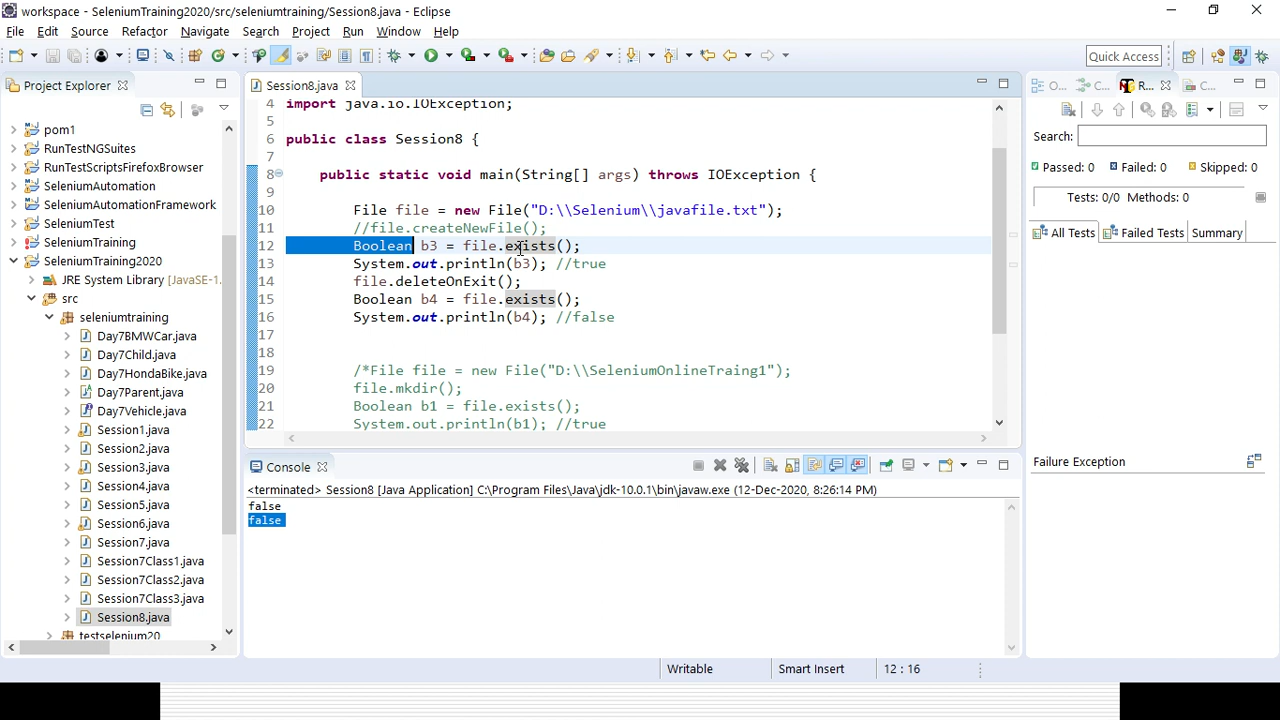 workspace - SeleniumTraining2020/src/seleniumtraining/Session8.java - Eclipse
File Edit Source Refactor Navigate Search Project Run Window Help
Quick Access
Project Explorer
pom1
RunTestNGSuites
RunTestScriptsFirefoxBrowser
SeleniumAutomation
SeleniumAutomationFramework
SeleniumTest
SeleniumTraining
SeleniumTraining2020
JRE System Library [JavaSE-1.
src
seleniumtraining
Day7BMWCar.java
Day7Child.java
Day7HondaBike.java
Day7Parent.java
Day7Vehicle.java
Session1.java
Session2.java
Session3.java
Session4.java
Session5.java
Session6.java
Session7.java
Session7Class1.java
Session7Class2.java
Session7Class3.java
Session8.java
testselenium20
Session8.java
4 import java.io.IOException;
5
6 public class Session8 {
7
8 public static void main(String[] args) throws IOException {
9
10 File file = new File("D:\\Selenium\\javafile.txt");
11 //file.createNewFile();
12 Boolean b3 = file.exists();
13 System.out.println(b3); //true
14 file.deleteOnExit();
15 Boolean b4 = file.exists();
16 System.out.println(b4); //false
17
18
19 /*File file = new File("D:\\SeleniumOnlineTraing1");
20 file.mkdir();
21 Boolean b1 = file.exists();
22 System.out.println(b1); //true
Console
<terminated> Session8 [Java Application] C:\Program Files\Java\jdk-10.0.1\bin\javaw.exe (12-Dec-2020, 8:26:14 PM)
false
false
O... C... R... C...
Search:
Passed: 0 Failed: 0 Skipped: 0
Tests: 0/0 Methods: 0
All Tests Failed Tests Summary
Failure Exception
Writable Smart Insert 12 : 16